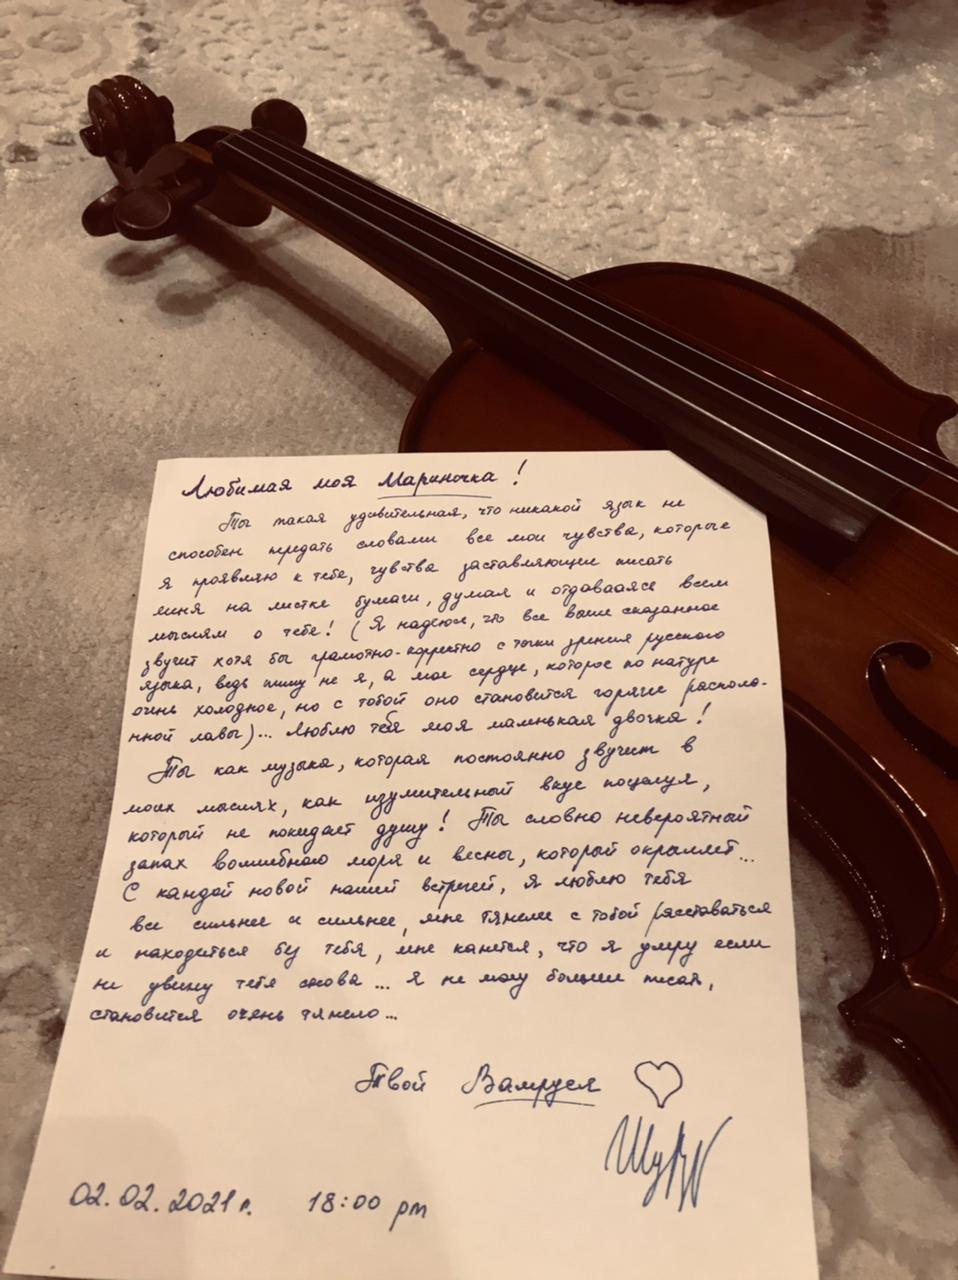 Любимая моя Мариночка!
Ты такая удивительная, что никакой язык не
способен передать словами все мои чувства, которые
я проявляю к тебе, чувства заставляющие писать
меня на листке бумаги, думая и отдаваясь всем
мыслям о тебе! (Я надеюсь, что все выше сказанное
звучит хотя бы грамотно-корректно с точки зрения русского
языка, ведь пишу не я, а мое сердце, которое по натуре
очень холодное, но с тобой оно становится горячее располо-
нной лавы)... Люблю тебя моя маленькая двочка!
Ты как музыка, которая постоянно звучит в
моих мыслях, как изумительный вкус поцелуя,
который не покидает душу! Ты словно невероятный
запах волшебного моря и весны, который окрыляет...
С каждой новой нашей встречей, я люблю тебя
все сильнее и сильнее, мне тяжелее с тобой расставаться
и находиться без тебя, мне кажется, что я умру если
не увижу тебя снова... Я не могу больше писать,
становится очень тяжело...
Твой
02.02.2021 г. 18:00 pm